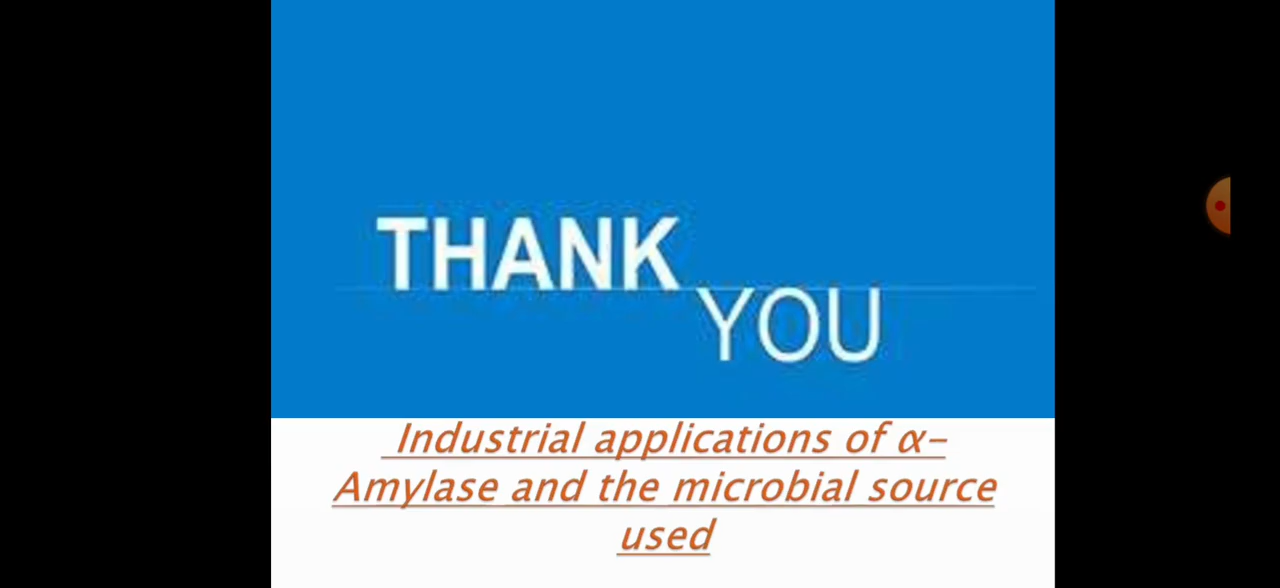 THANK
YOU
Industrial applications of α-
Amylase and the microbial source
used